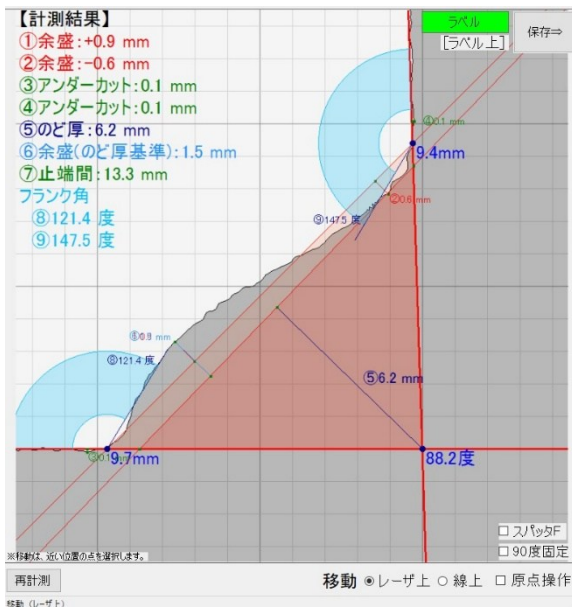 【計測結果】
①余盛:+0.9 mm
②余盛:-0.6 mm
③アンダーカット:0.1 mm
④アンダーカット:0.1 mm
⑤のど厚:6.2 mm
⑥余盛(のど厚基準):1.5 mm
⑦止端間:13.3 mm
フランク角
⑧121.4 度
⑨147.5 度
ラベル
[ラベル上]
保存⇒
④0.1 mm
9.4mm
②0.6 mm
⑨147.5 度
⑧121.4 度
⑤6.2 mm
9.7mm
88.2度
□ スパッタF
□ 90度固定
※移動は、近い位置の点を選択します。
再計測
移動 ◉レーザ上 ○線上 □ 原点操作
移動 (レーザ上)